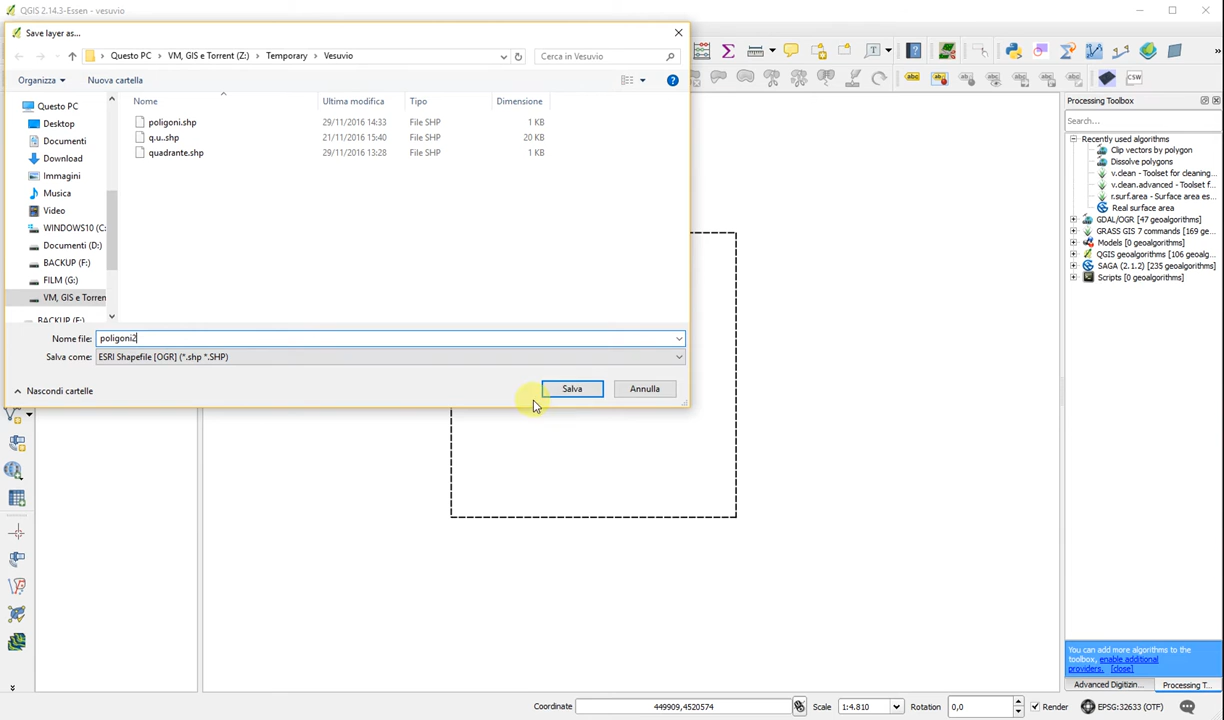 QGIS 2.14.3-Essen - vesuvio
Save layer as...
Questo PC
VM, GIS e Torrent (Z:)
Temporary
Vesuvio
Cerca in Vesuvio
Organizza
Nuova cartella
Questo PC
Desktop
Documenti
Download
Immagini
Musica
Video
WINDOWS10 (C:
Documenti (D:)
BACKUP (F:)
FILM (G:)
VM, GIS e Torren
BACKUP (F:)
Nome
Ultima modifica
Tipo
Dimensione
poligoni.shp
29/11/2016 14:33
File SHP
1 KB
q.u..shp
21/11/2016 15:40
File SHP
20 KB
quadrante.shp
29/11/2016 13:28
File SHP
1 KB
Nome file:
poligoni2
Salva come:
ESRI Shapefile [OGR] (*.shp *.SHP)
Nascondi cartelle
Salva
Annulla
abc
CSW
Processing Toolbox
Search...
Recently used algorithms
Clip vectors by polygon
Dissolve polygons
v.clean - Toolset for cleaning...
v.clean.advanced - Toolset f...
r.surf.area - Surface area es...
Real surface area
GDAL/OGR [47 geoalgorithms]
GRASS GIS 7 commands [169 ge...
Models [0 geoalgorithms]
QGIS geoalgorithms [106 geoalg...
SAGA (2.1.2) [235 geoalgorithms]
Scripts [0 geoalgorithms]
You can add more algorithms to the
toolbox, enable additional
providers. [close]
Advanced Digitizin...
Processing T...
Coordinate
449909,4520574
Scale
1:4.810
Rotation
0,0
Render
EPSG:32633 (OTF)